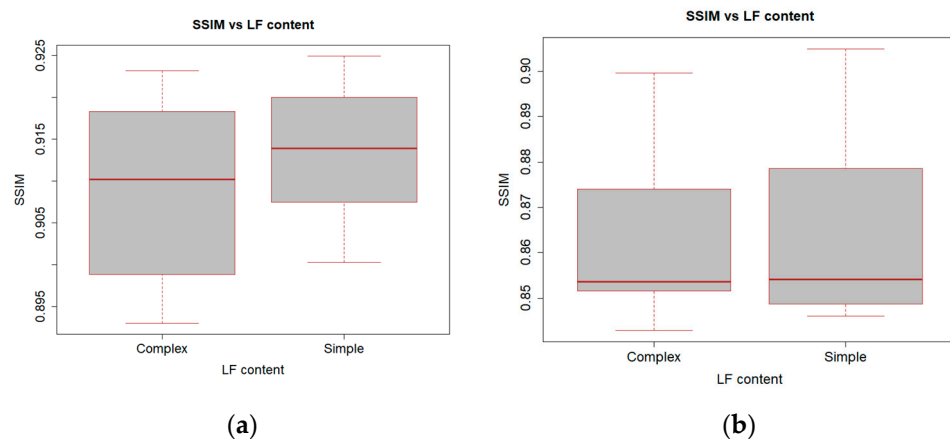 SSIM vs LF content
SSIM
0.925
0.915
0.905
0.895
Complex Simple
LF content
(a)
SSIM vs LF content
SSIM
0.90
0.89
0.88
0.87
0.86
0.85
Complex Simple
LF content
(b)